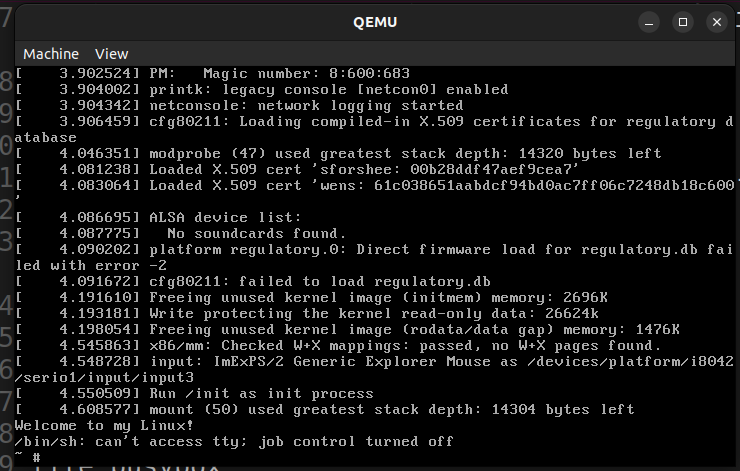 QEMU
Machine View
[    3.902524] PM:   Magic number: 8:600:683
[    3.904002] printk: legacy console [netcon0] enabled
[    3.904342] netconsole: network logging started
[    3.906459] cfg80211: Loading compiled-in X.509 certificates for regulatory d
atabase
[    4.046351] modprobe (47) used greatest stack depth: 14320 bytes left
[    4.081238] Loaded X.509 cert 'sforshee: 00b28ddf47aef9cea7'
[    4.083064] Loaded X.509 cert 'wens: 61c038651aabdcf94bd0ac7ff06c7248db18c600
'
[    4.086695] ALSA device list:
[    4.087775]   No soundcards found.
[    4.090202] platform regulatory.0: Direct firmware load for regulatory.db fai
led with error -2
[    4.091672] cfg80211: failed to load regulatory.db
[    4.191610] Freeing unused kernel image (initmem) memory: 2696K
[    4.193181] Write protecting the kernel read-only data: 26624k
[    4.198054] Freeing unused kernel image (rodata/data gap) memory: 1476K
[    4.545863] x86/mm: Checked W+X mappings: passed, no W+X pages found.
[    4.548728] input: ImExPS/2 Generic Explorer Mouse as /devices/platform/i8042
/serio1/input/input3
[    4.550509] Run /init as init process
[    4.608577] mount (50) used greatest stack depth: 14304 bytes left
Welcome to my Linux!
/bin/sh: can't access tty; job control turned off
~ #